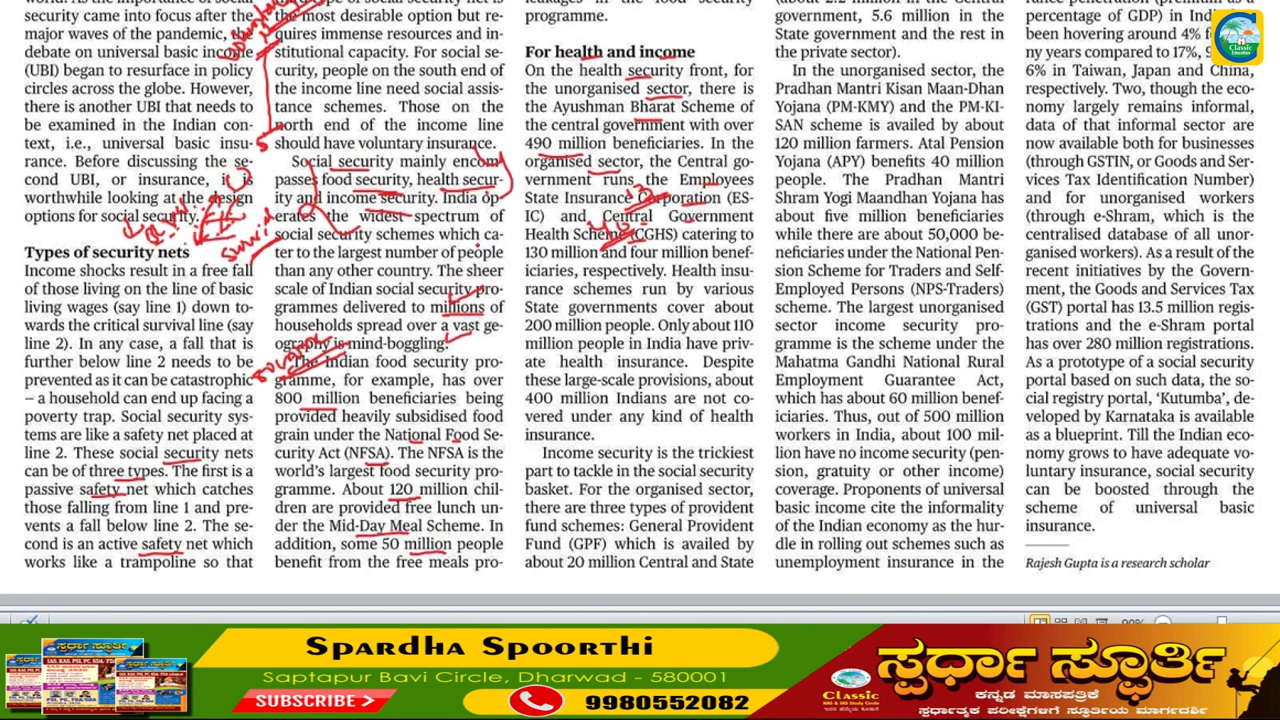 world. As the importance of social
security came into focus after the
major waves of the pandemic, the
debate on universal basic income
(UBI) began to resurface in policy
circles across the globe. However,
there is another UBI that needs to
be examined in the Indian con-
text, i.e., universal basic insu-
rance. Before discussing the se-
cond UBI, or insurance, it is
worthwhile looking at the design
options for social security.
Types of security nets
Income shocks result in a free fall
of those living on the line of basic
living wages (say line 1) down to-
wards the critical survival line (say
line 2). In any case, a fall that is
further below line 2 needs to be
prevented as it can be catastrophic
– a household can end up facing a
poverty trap. Social security sys-
tems are like a safety net placed at
line 2. These social security nets
can be of three types. The first is a
passive safety net which catches
those falling from line 1 and pre-
vents a fall below line 2. The se-
cond is an active safety net which
works like a trampoline so that
of social security net is
the most desirable option but re-
quires immense resources and in-
stitutional capacity. For social se-
curity, people on the south end of
the income line need social assis-
tance schemes. Those on the
north end of the income line
should have voluntary insurance.
Social security mainly encom-
passes food security, health secur-
ity and income security. India op-
erates the widest spectrum of
social security schemes which ca-
ter to the largest number of people
than any other country. The sheer
scale of Indian social security pro-
grammes delivered to millions of
households spread over a vast ge-
ography is mind-boggling.
The Indian food security pro-
gramme, for example, has over
800 million beneficiaries being
provided heavily subsidised food
grain under the National Food Se-
curity Act (NFSA). The NFSA is the
world's largest food security pro-
gramme. About 120 million chil-
dren are provided free lunch un-
der the Mid-Day Meal Scheme. In
addition, some 50 million people
benefit from the free meals pro-
leakages in the food security
programme.
For health and income
On the health security front, for
the unorganised sector, there is
the Ayushman Bharat Scheme of
the central government with over
490 million beneficiaries. In the
organised sector, the Central go-
vernment runs the Employees
State Insurance Corporation (ES-
IC) and Central Government
Health Scheme (CGHS) catering to
130 million and four million benef-
iciaries, respectively. Health insu-
rance schemes run by various
State governments cover about
200 million people. Only about 110
million people in India have priv-
ate health insurance. Despite
these large-scale provisions, about
400 million Indians are not co-
vered under any kind of health
insurance.
Income security is the trickiest
part to tackle in the social security
basket. For the organised sector,
there are three types of provident
fund schemes: General Provident
Fund (GPF) which is availed by
about 20 million Central and State
(about 2.2 million in the Central
government, 5.6 million in the
State government and the rest in
the private sector).
In the unorganised sector, the
Pradhan Mantri Kisan Maan-Dhan
Yojana (PM-KMY) and the PM-KI-
SAN scheme is availed by about
120 million farmers. Atal Pension
Yojana (APY) benefits 40 million
people. The Pradhan Mantri
Shram Yogi Maandhan Yojana has
about five million beneficiaries
while there are about 50,000 be-
neficiaries under the National Pen-
sion Scheme for Traders and Self-
Employed Persons (NPS-Traders)
scheme. The largest unorganised
sector income security pro-
gramme is the scheme under the
Mahatma Gandhi National Rural
Employment Guarantee Act,
which has about 60 million benef-
iciaries. Thus, out of 500 million
workers in India, about 100 mil-
lion have no income security (pen-
sion, gratuity or other income)
coverage. Proponents of universal
basic income cite the informality
of the Indian economy as the hur-
dle in rolling out schemes such as
unemployment insurance in the
rance penetration (premium as a
percentage of GDP) in
been hovering around 4%
ny years compared to 17%,
6% in Taiwan, Japan and China,
respectively. Two, though the eco-
nomy largely remains informal,
data of that informal sector are
now available both for businesses
(through GSTIN, or Goods and Ser-
vices Tax Identification Number)
and for unorganised workers
(through e-Shram, which is the
centralised database of all unor-
ganised workers). As a result of the
recent initiatives by the Govern-
ment, the Goods and Services Tax
(GST) portal has 13.5 million regis-
trations and the e-Shram portal
has over 280 million registrations.
As a prototype of a social security
portal based on such data, the so-
cial registry portal, 'Kutumba', de-
veloped by Karnataka is available
as a blueprint. Till the Indian eco-
nomy grows to have adequate vo-
luntary insurance, social security
can be boosted through the
scheme of universal basic
insurance.
Rajesh Gupta is a research scholar
Classic
Education
Spardha Spoorthi
Saptapur Bavi Circle, Dharwad - 580001
SUBSCRIBE
9980552082
Classic
KAS & IAS Study Circle
ಸ್ಪರ್ಧಾ ಸ್ಫೂರ್ತಿ
ಕನ್ನಡ ಮಾಸಪತ್ರಿಕೆ
ಸ್ಪರ್ಧಾತ್ಮಕ ಪರೀಕ್ಷೆಗಳಿಗೆ ಸ್ಫೂರ್ತಿಯ ಮಾರ್ಗದರ್ಶಿ